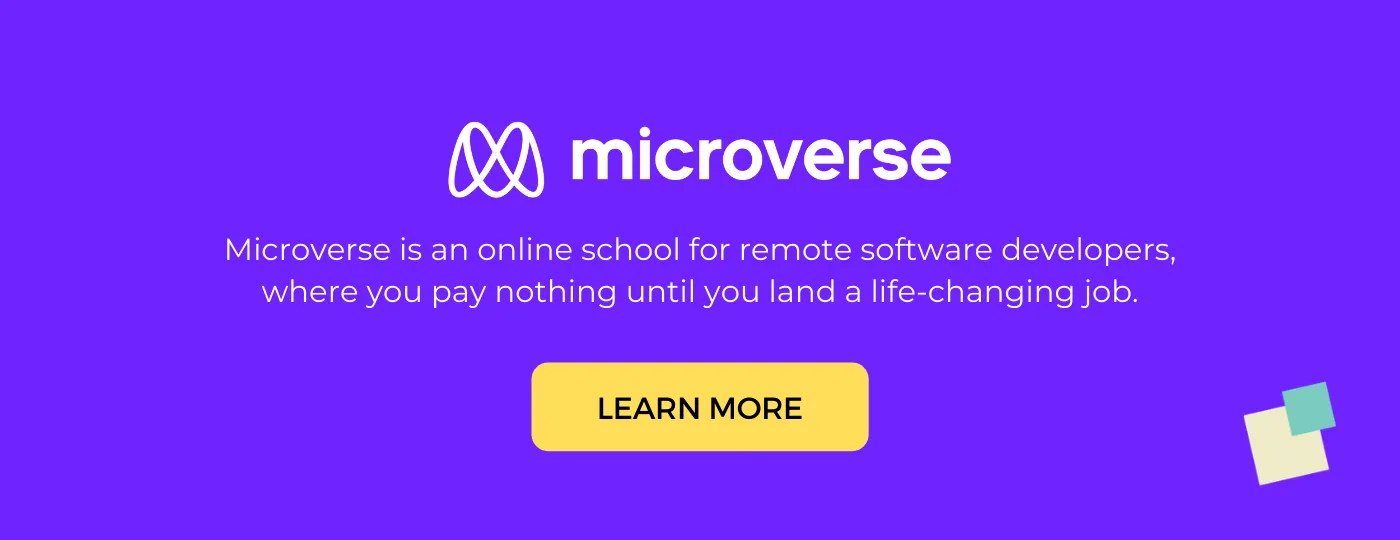 microverse
Microverse is an online school for remote software developers,
where you pay nothing until you land a life-changing job.
LEARN MORE